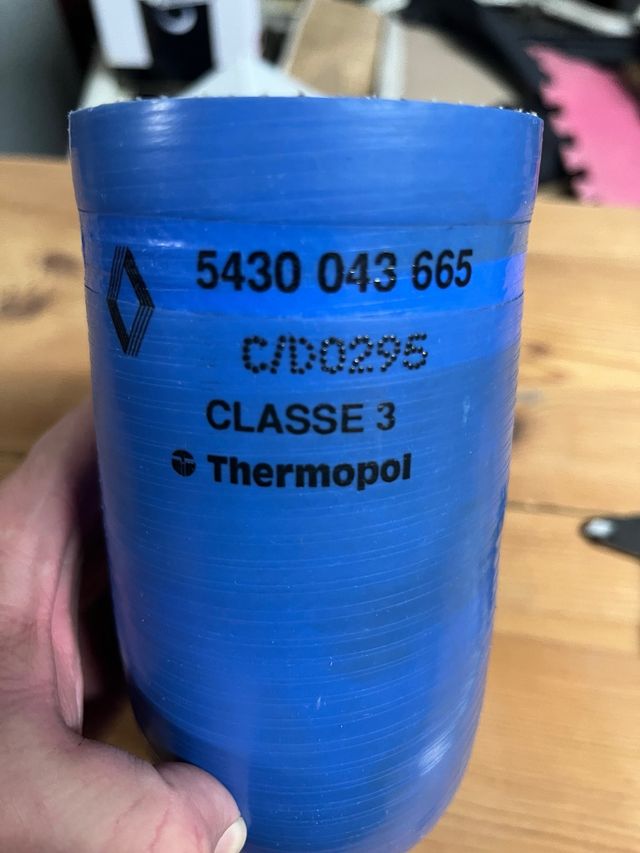 5430 043 665
C/D0295
CLASSE 3
Thermopol